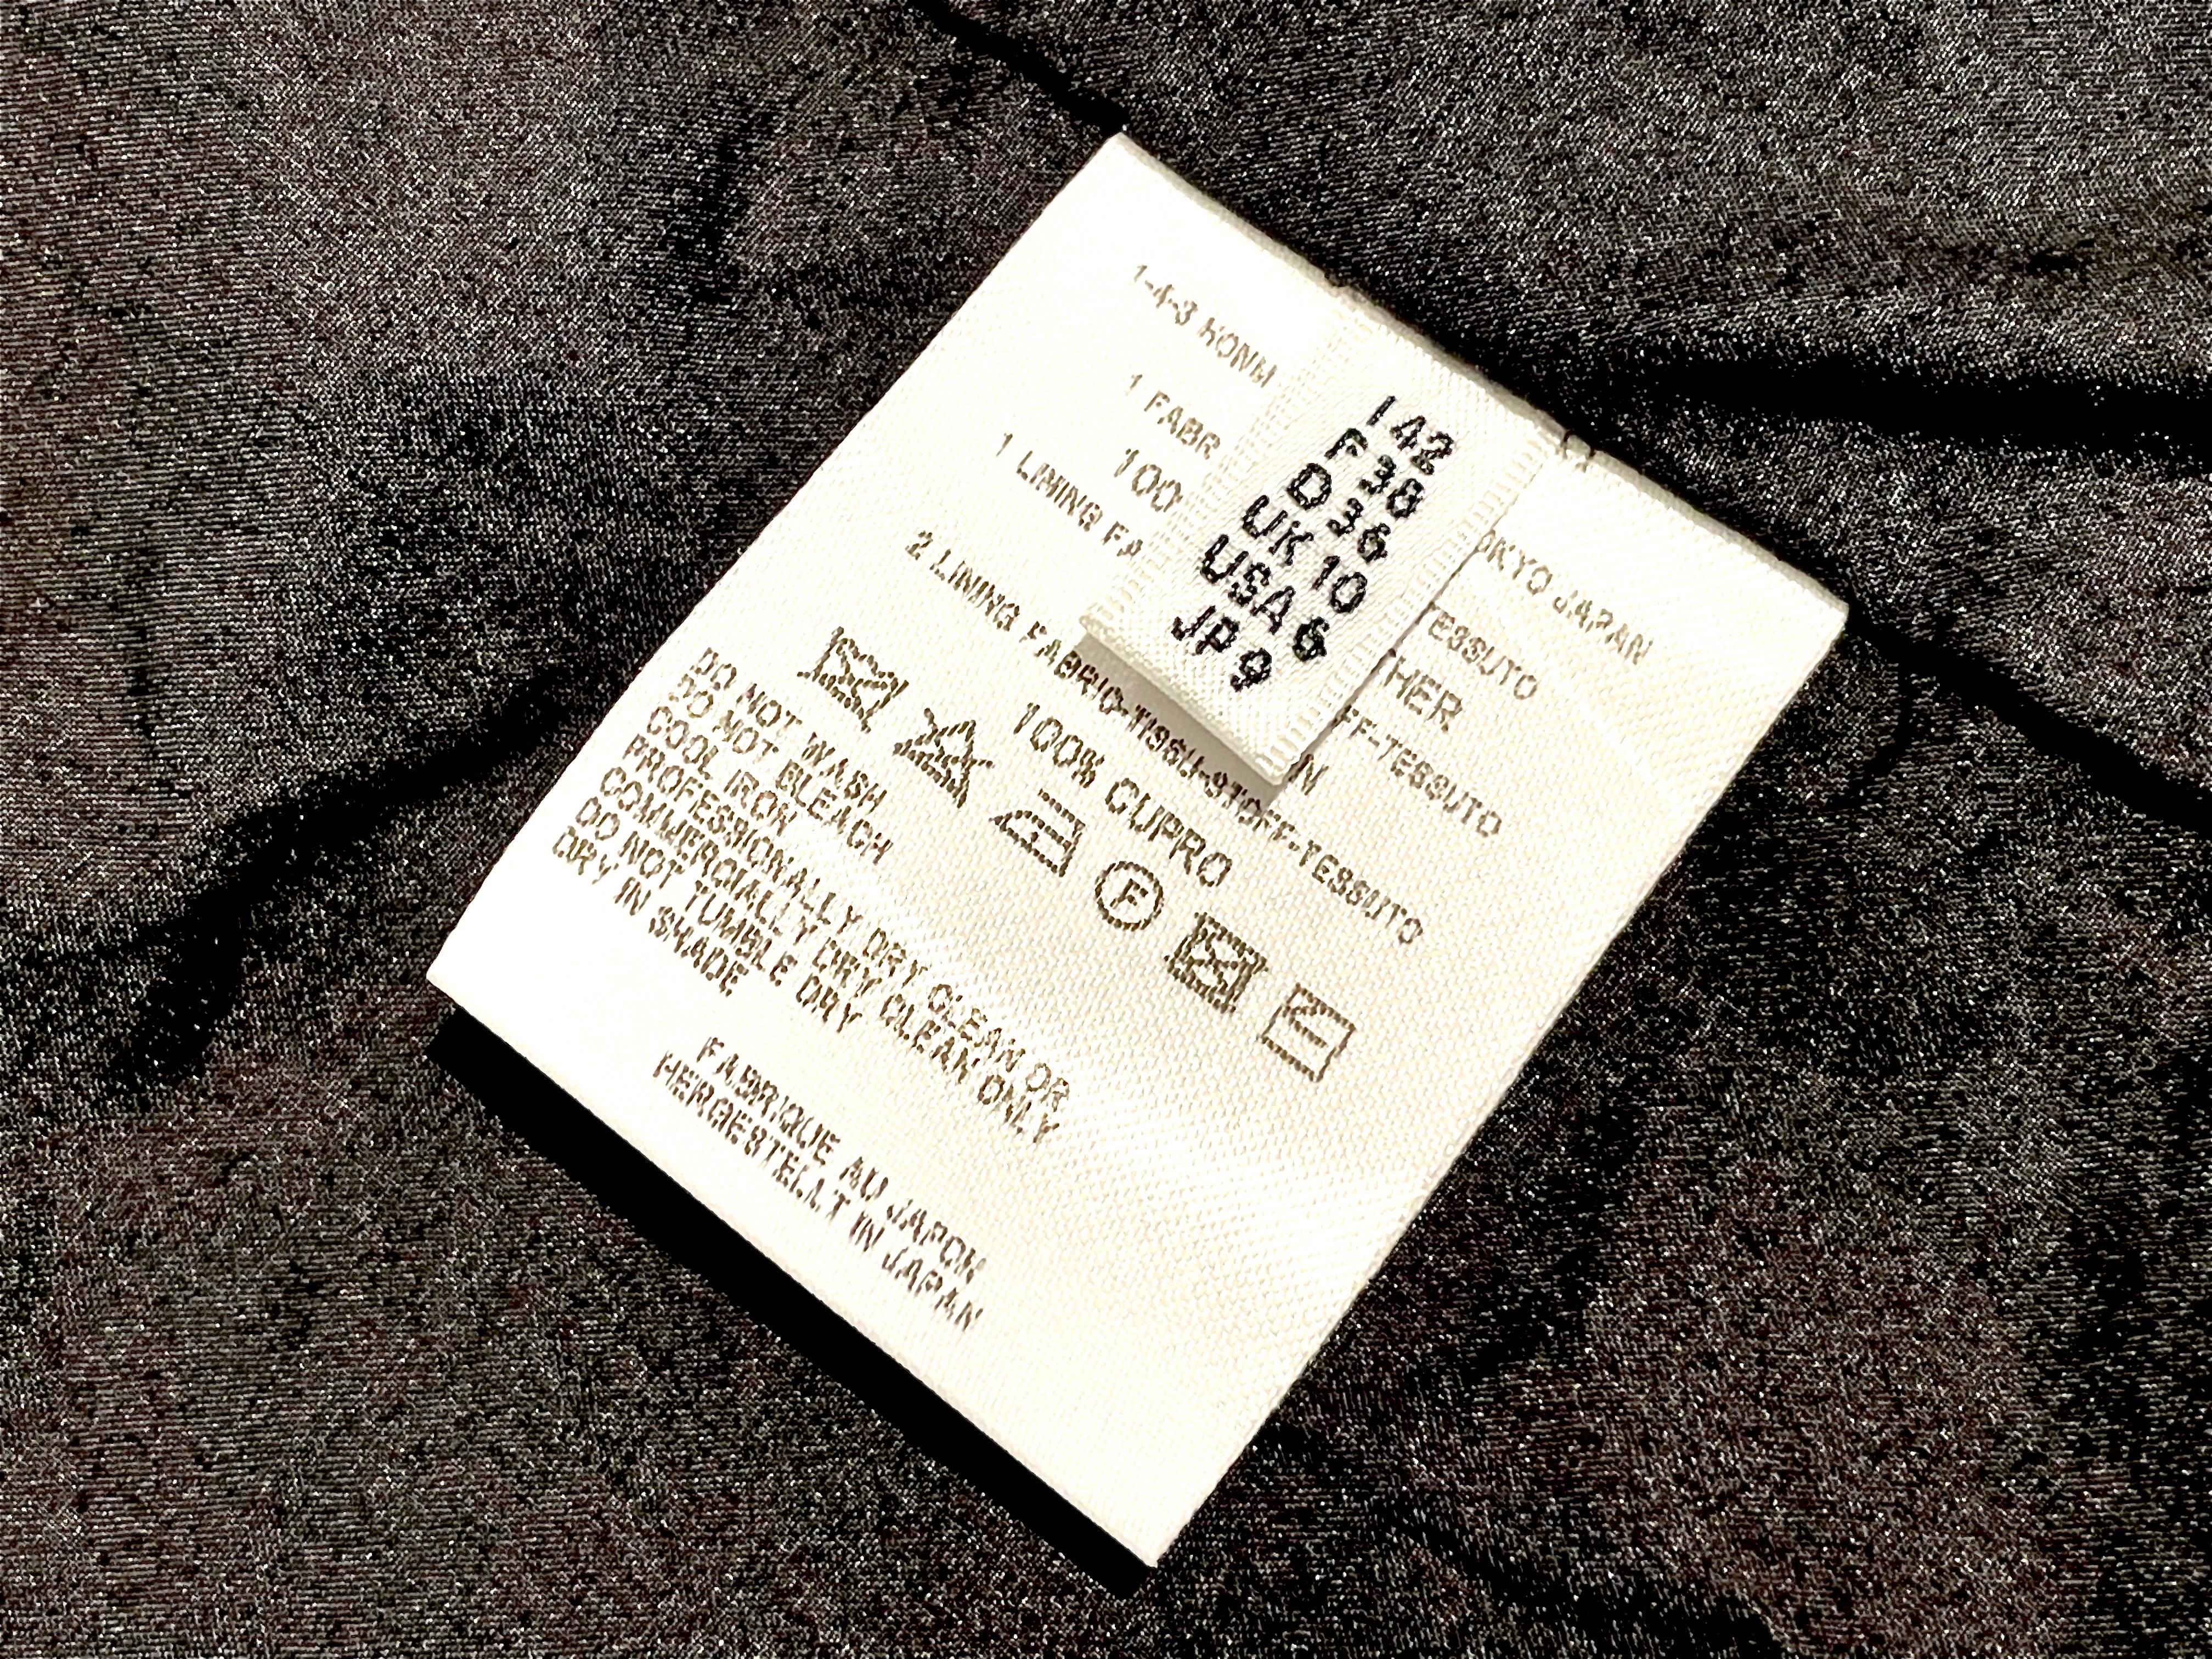 1-4-3 KONM
OKYO JAPAN
1 FABR
TESSUTO
100
HER
1 LINING FA
FF-TESSUTO
N
2 LINING FABRIC-TISSU-STOFF-TESSUTO
100% CUPRO
I 42
F 38
D 36
UK 10
USA 6
JP 9
F
DO NOT WASH
DO NOT BLEACH
COOL IRON
PROFESSIONALLY DRY CLEAN OR
COMMERCIALLY DRY CLEAN ONLY
DO NOT TUMBLE DRY
DRY IN SHADE
FABRIQUE AU JAPON
HERGESTELLT IN JAPAN